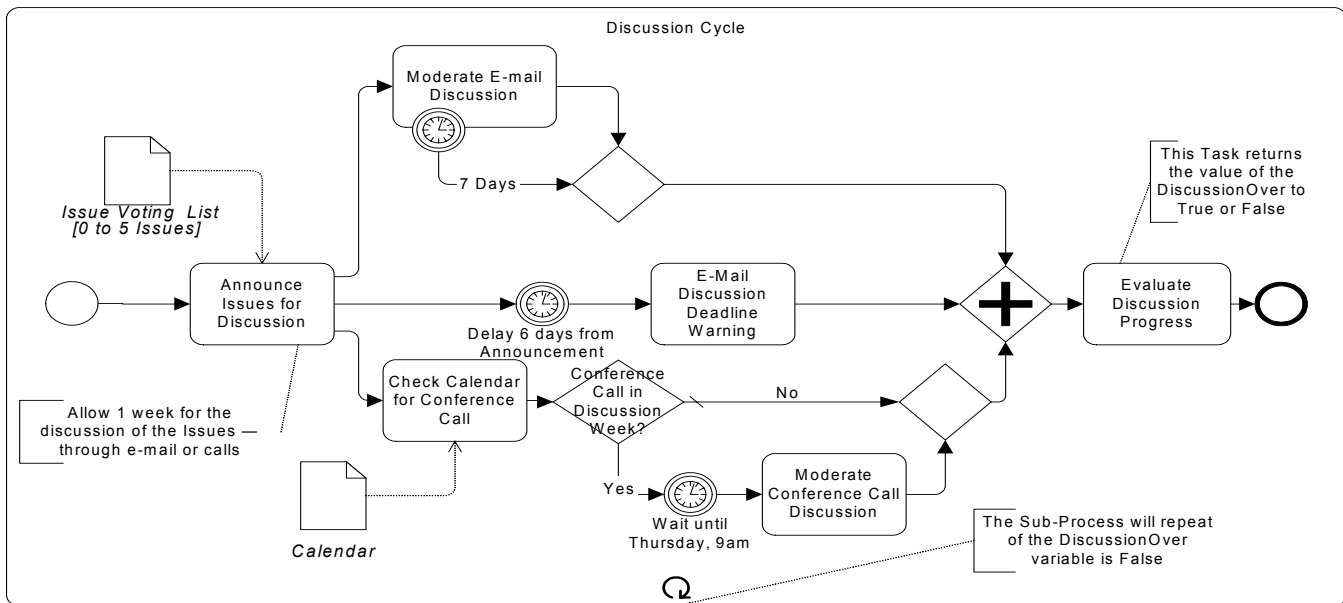 Discussion Cycle
Moderate E-mail
Discussion
7 Days
This Task returns
the value of the
DiscussionOver to
True or False
Issue Voting List
[0 to 5 Issues]
Announce
Issues for
Discussion
Delay 6 days from
Announcement
E-Mail
Discussion
Deadline
Warning
Evaluate
Discussion
Progress
Check Calendar
for Conference
Call
Conference
Call in
Discussion
Week?
No
Allow 1 week for the
discussion of the Issues —
through e-mail or calls
Yes
Wait until
Thursday, 9am
Moderate
Conference Call
Discussion
Calendar
The Sub-Process will repeat
of the DiscussionOver
variable is False